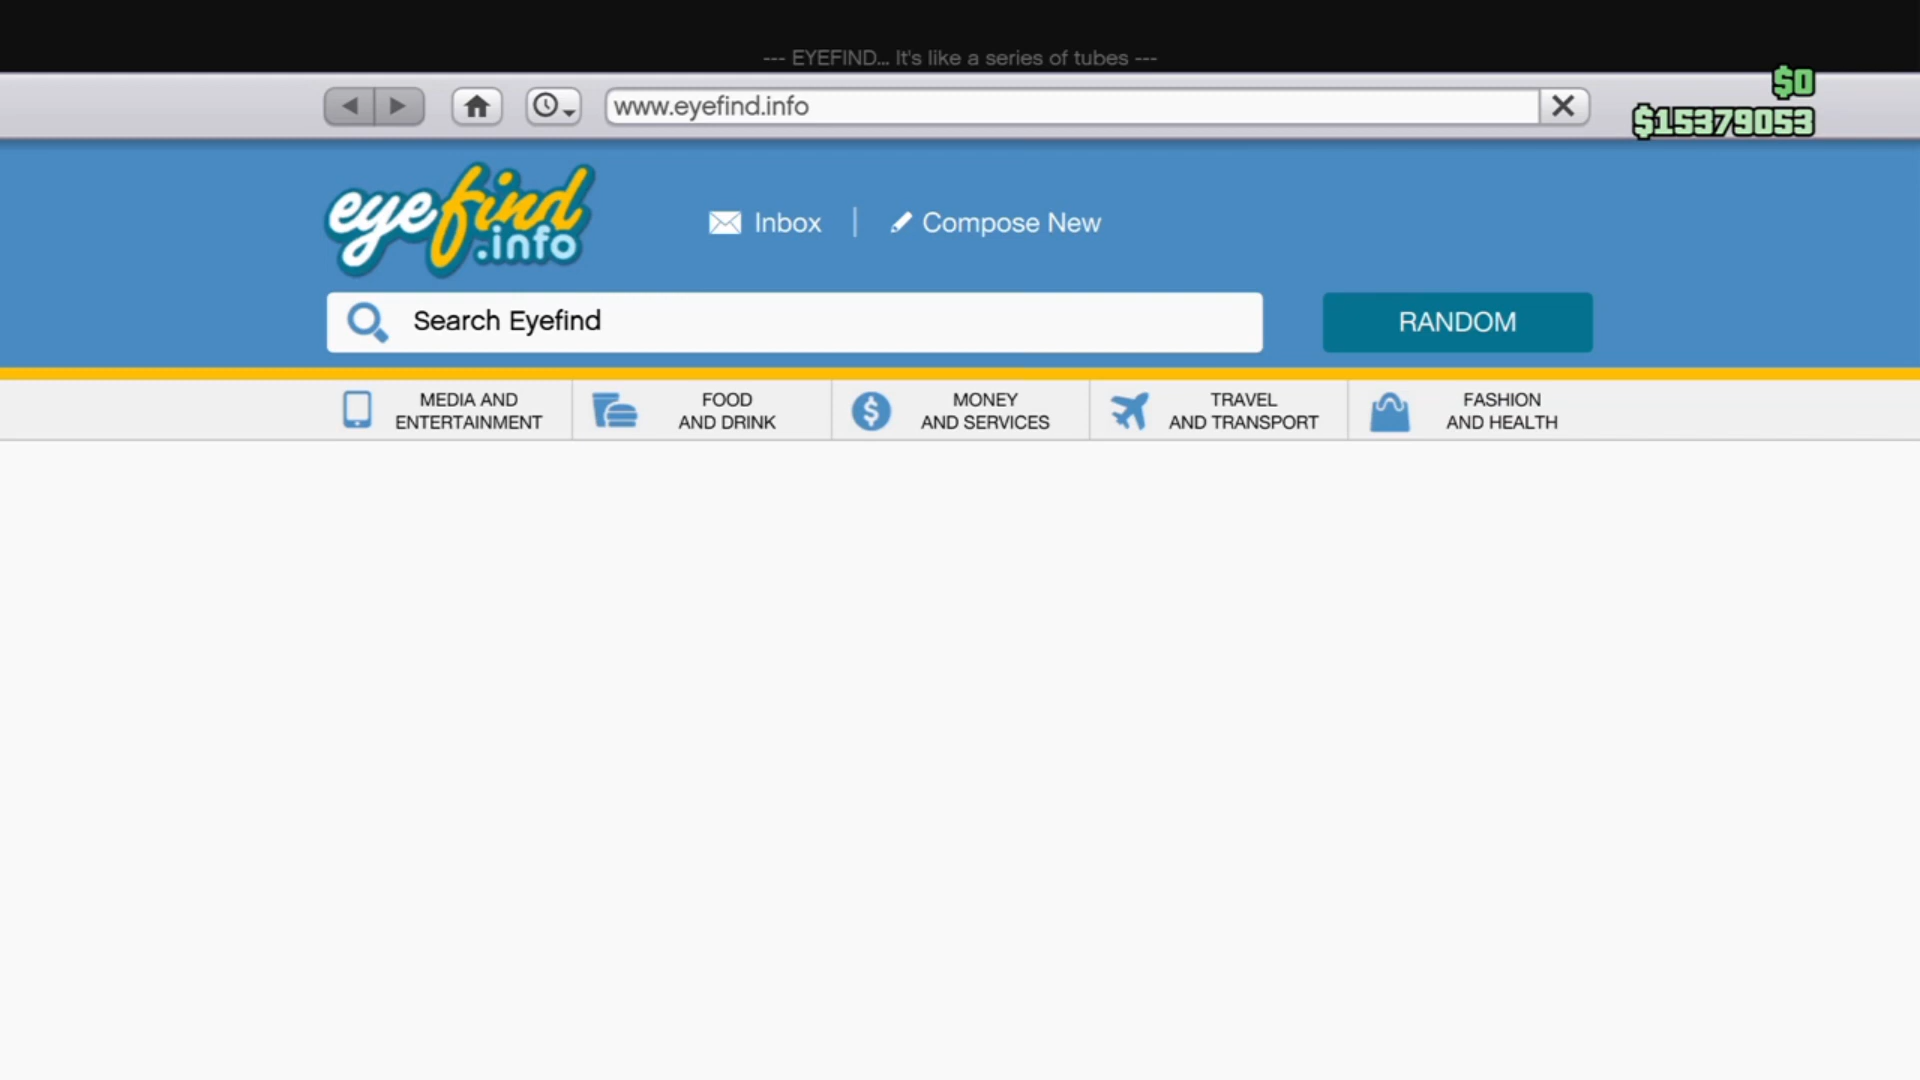 --- EYEFIND... It's like a series of tubes ---
$0
www.eyefind.info
$15379053
eyefind
.info
Inbox | Compose New
Search Eyefind
RANDOM
MEDIA AND
ENTERTAINMENT
FOOD
AND DRINK
MONEY
AND SERVICES
TRAVEL
AND TRANSPORT
FASHION
AND HEALTH